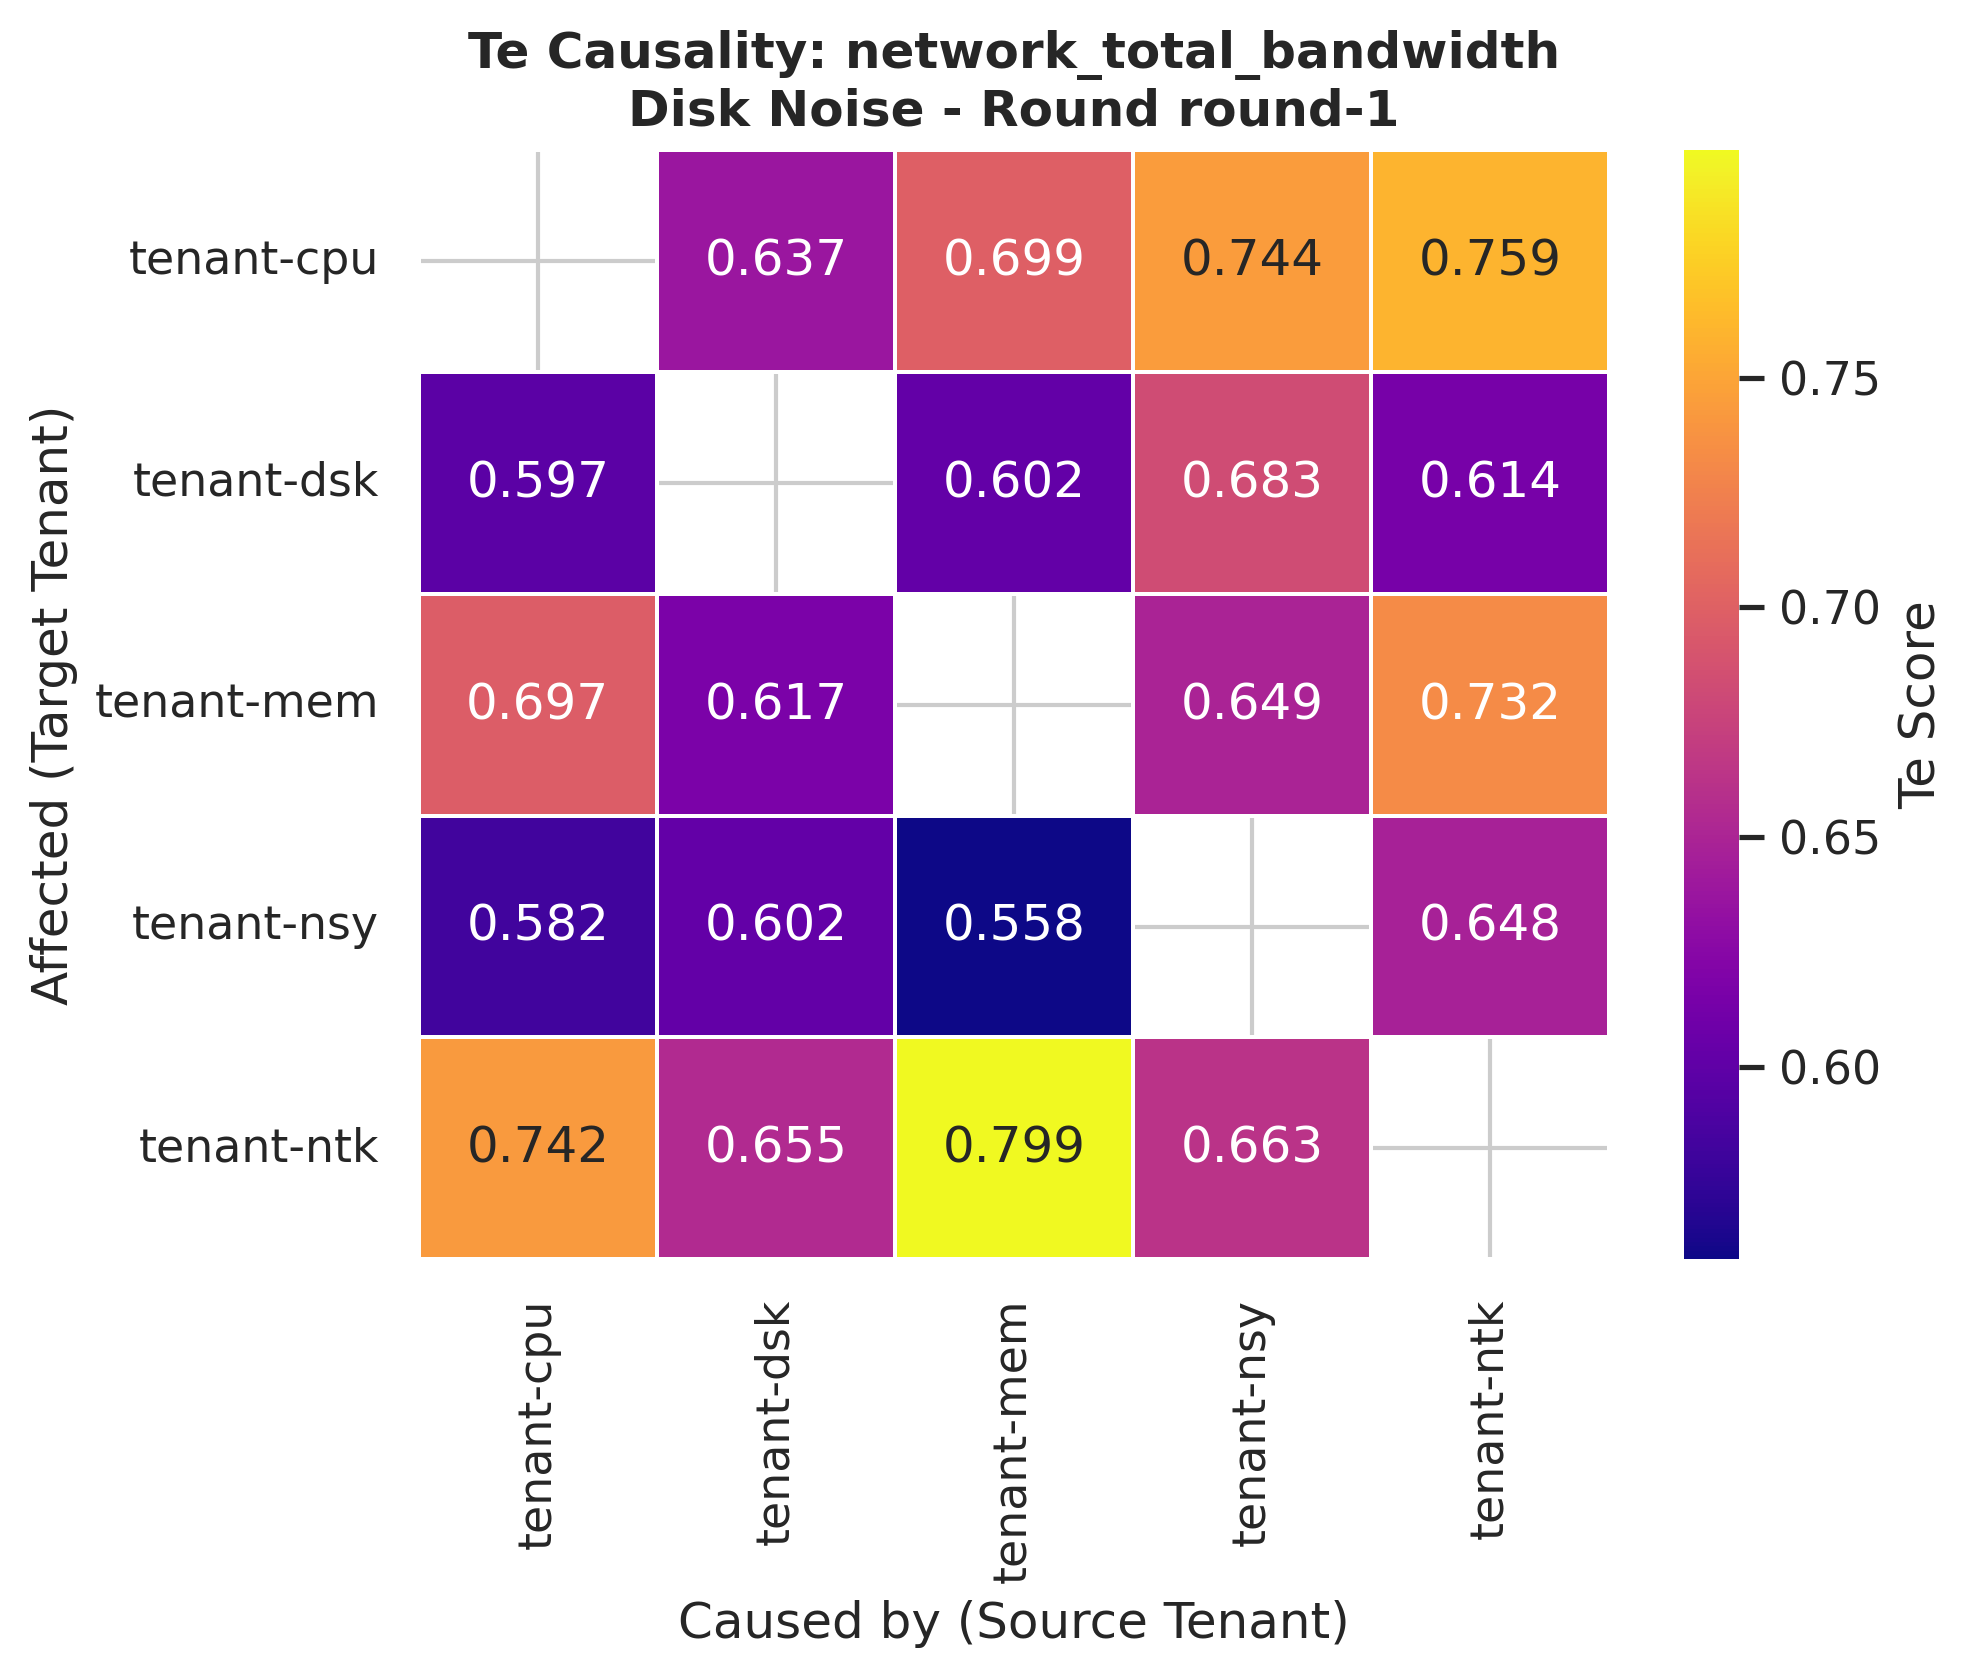 Te Causality: network_total_bandwidth
Disk Noise - Round round-1
Affected (Target Tenant)
tenant-cpu 0.637 0.699 0.744 0.759
tenant-dsk 0.597 0.602 0.683 0.614
tenant-mem 0.697 0.617 0.649 0.732
tenant-nsy 0.582 0.602 0.558 0.648
tenant-ntk 0.742 0.655 0.799 0.663
tenant-cpu tenant-dsk tenant-mem tenant-nsy tenant-ntk
Caused by (Source Tenant)
0.75
0.70
0.65
0.60
Te Score